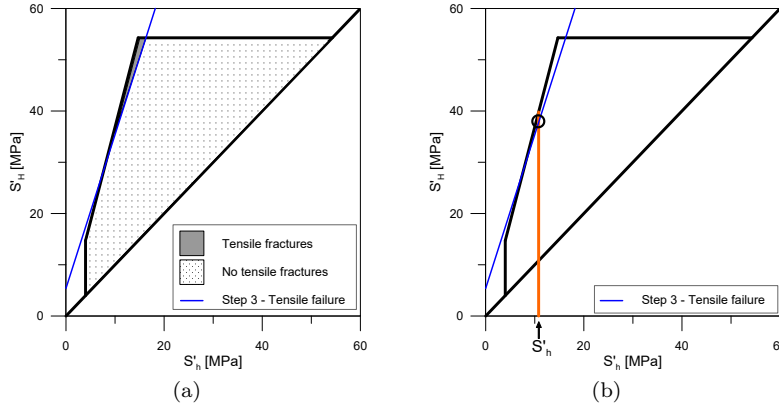 60
40
20
0
S'H [MPa]
Tensile fractures
No tensile fractures
Step 3 - Tensile failure
0 20 40 60
S'h [MPa]
(a)
60
40
20
0
S'H [MPa]
Step 3 - Tensile failure
0 20 40 60
S'h S'h [MPa]
(b)